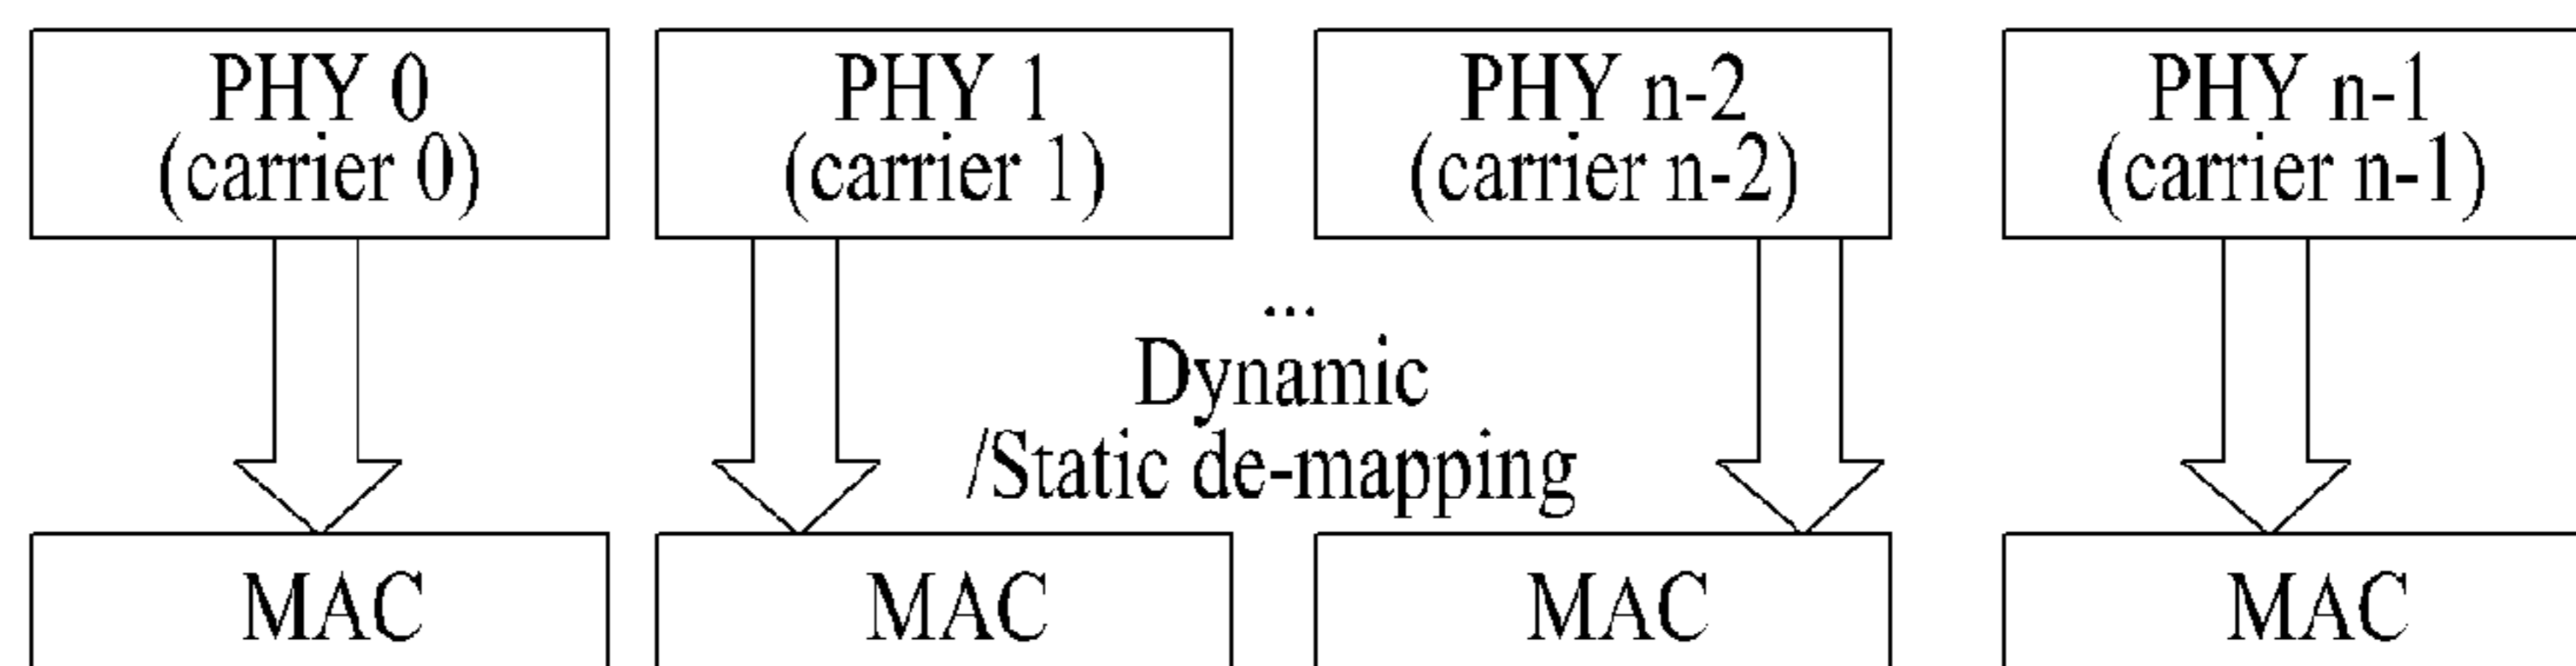 PHY 0
(carrier 0)
PHY 1
(carrier 1)
PHY n-2
(carrier n-2)
PHY n-1
(carrier n-1)
...
Dynamic
/Static de-mapping
MAC
MAC
MAC
MAC